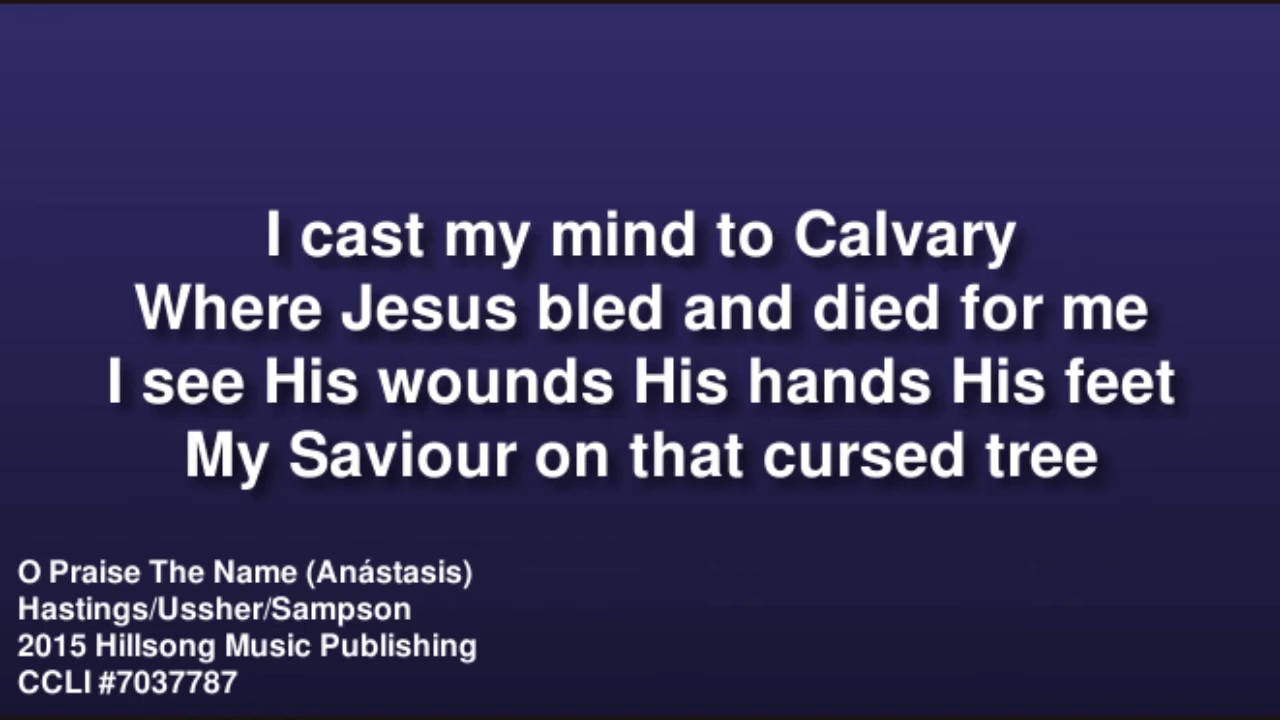 I cast my mind to Calvary
Where Jesus bled and died for me
I see His wounds His hands His feet
My Saviour on that cursed tree
O Praise The Name (Anástasis)
Hastings/Ussher/Sampson
2015 Hillsong Music Publishing
CCLI #7037787